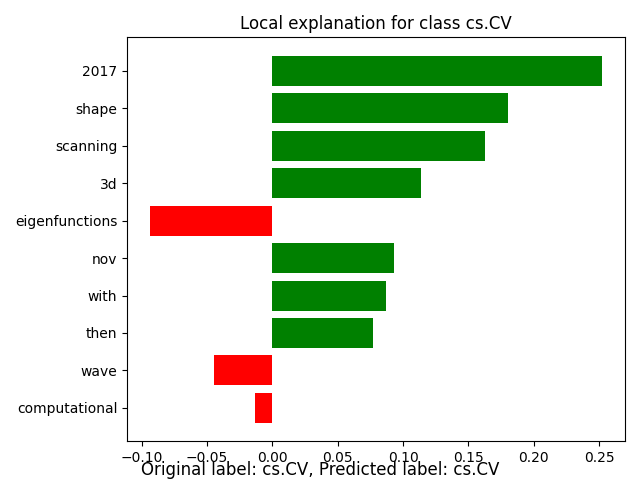 Local explanation for class cs.CV
2017
shape
scanning
3d
eigenfunctions
nov
with
then
wave
computational
−0.10 −0.05 0.00 0.05 0.10 0.15 0.20 0.25
Original label: cs.CV, Predicted label: cs.CV